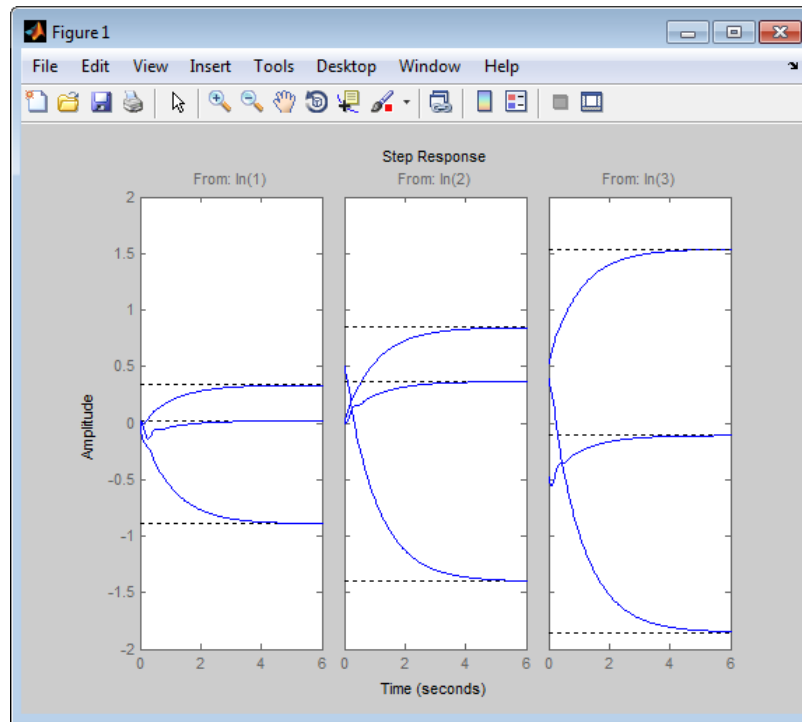 Figure 1
File Edit View Insert Tools Desktop Window Help
Step Response
From: In(1) From: In(2) From: In(3)
Amplitude
2
1.5
1
0.5
0
-0.5
-1
-1.5
-2
0 2 4 6 0 2 4 6 0 2 4 6
Time (seconds)